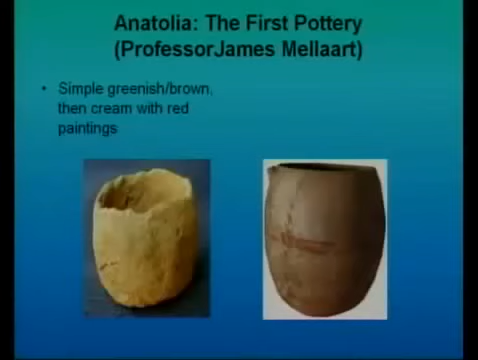 Anatolia: The First Pottery
(ProfessorJames Mellaart)
• Simple greenish/brown,
then cream with red
paintings